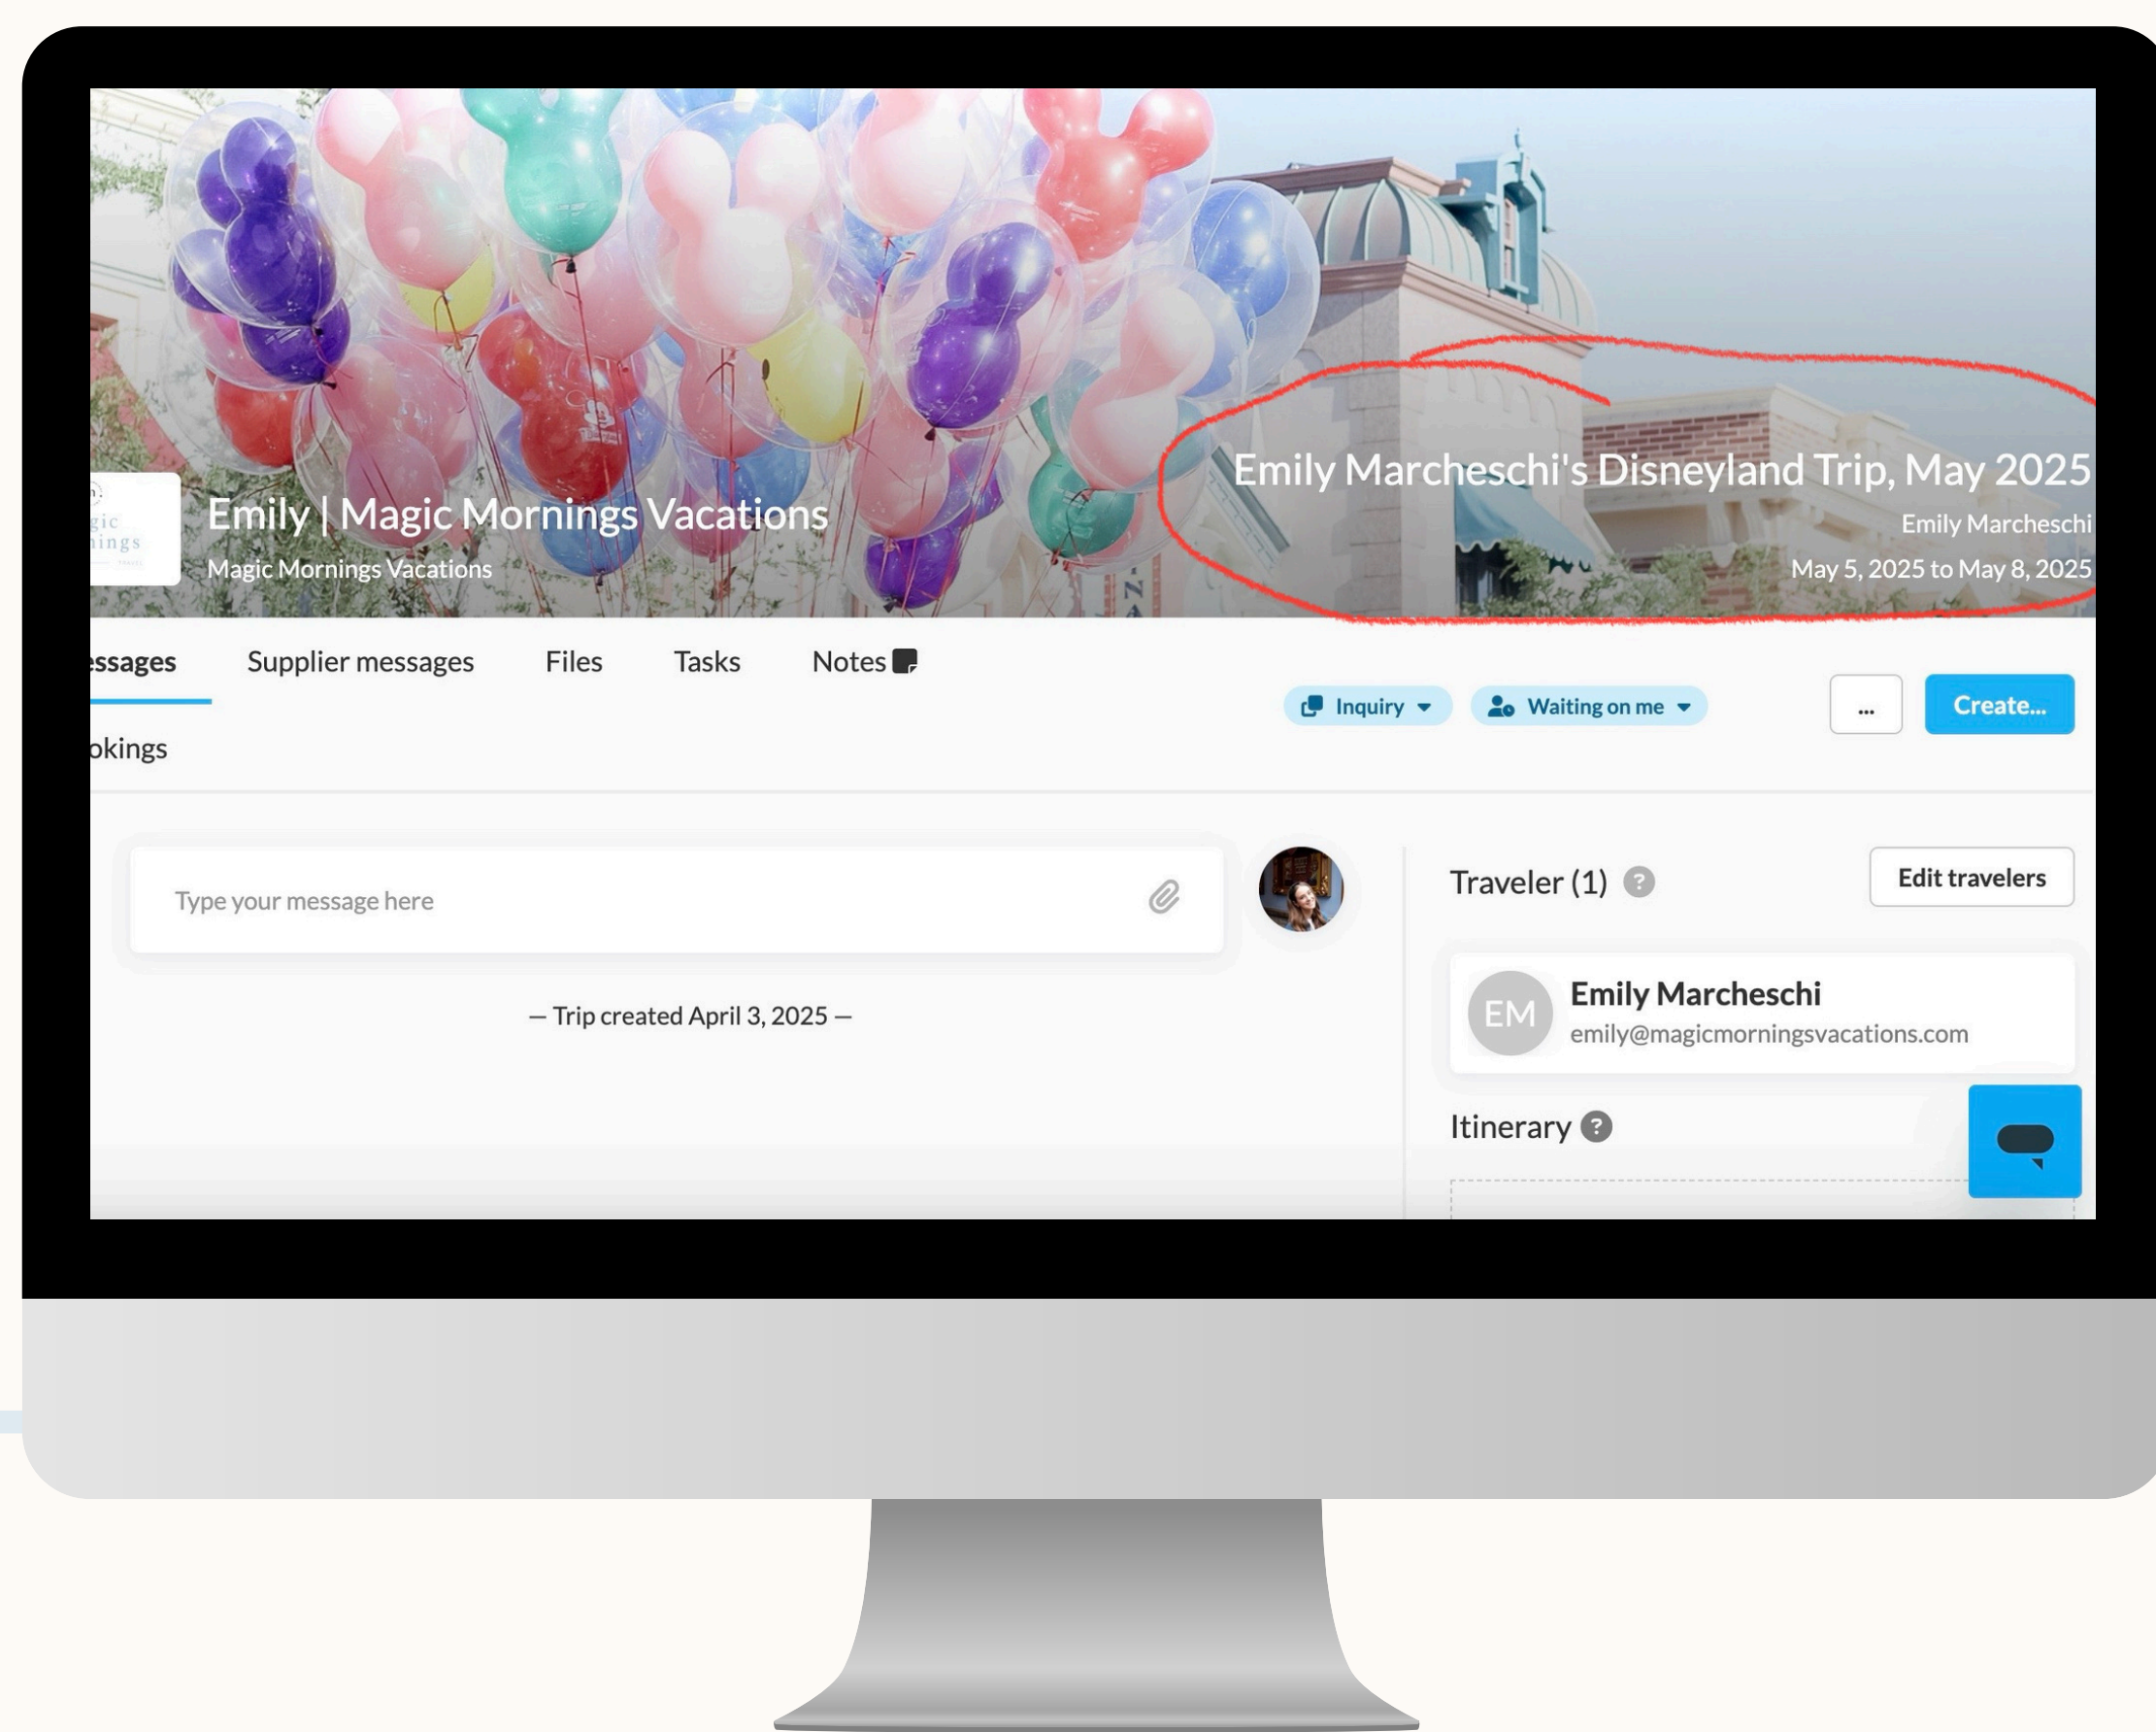 Emily Marcheschi's Disneyland Trip, May 2025
Emily | Magic Mornings Vacations
Emily Marcheschi
Magic Mornings Vacations
May 5, 2025 to May 8, 2025
essages
Supplier messages
Files
Tasks
Notes
Inquiry
Waiting on me
...
Create...
okings
Type your message here
Traveler (1)
?
Edit travelers
— Trip created April 3, 2025 —
EM
Emily Marcheschi
emily@magicmorningsvacations.com
Itinerary ?